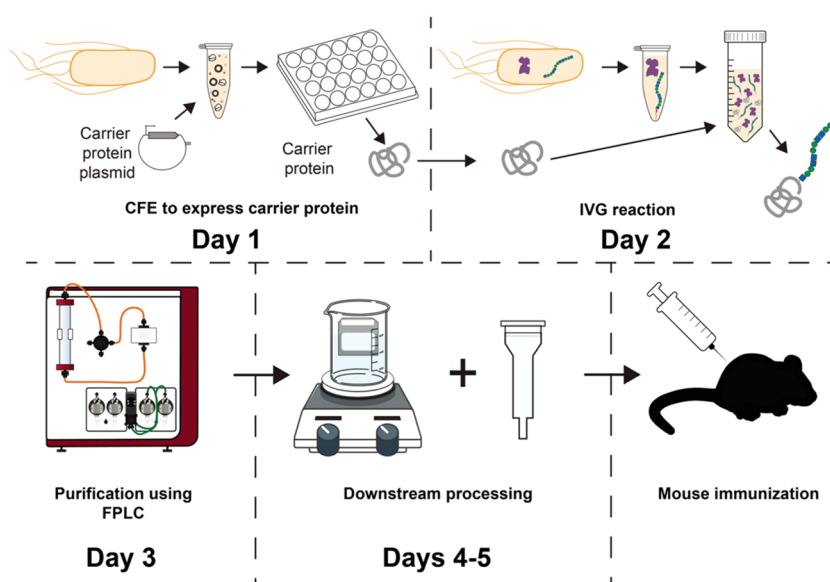 Carrier
protein
plasmid
Carrier
protein
CFE to express carrier protein
Day 1
IVG reaction
Day 2
Purification using
FPLC
Day 3
Downstream processing
Days 4-5
Mouse immunization